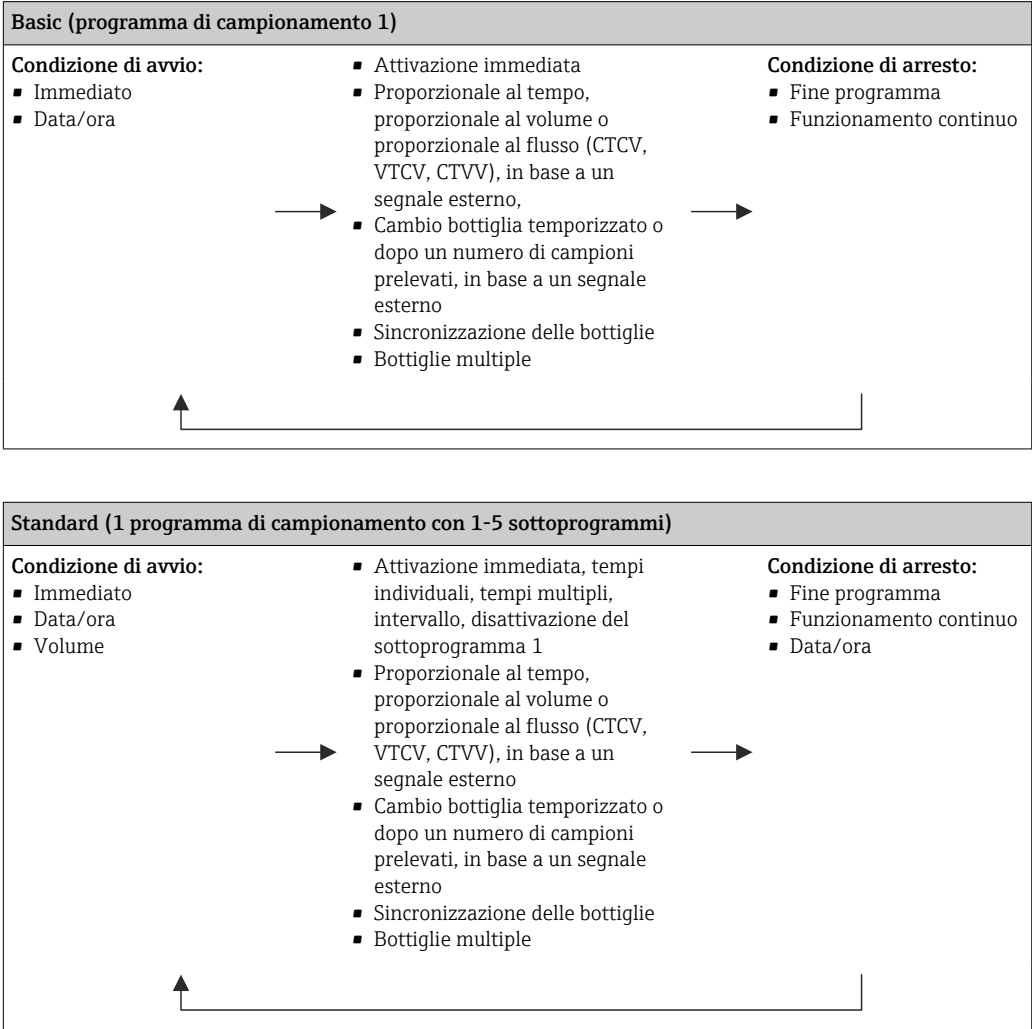 Basic (programma di campionamento 1)
Condizione di avvio:
▪ Immediato
▪ Data/ora
▪ Attivazione immediata
▪ Proporzionale al tempo,
proporzionale al volume o
proporzionale al flusso (CTCV,
VTCV, CTVV), in base a un
segnale esterno,
▪ Cambio bottiglia temporizzato o
dopo un numero di campioni
prelevati, in base a un segnale
esterno
▪ Sincronizzazione delle bottiglie
▪ Bottiglie multiple
Condizione di arresto:
▪ Fine programma
▪ Funzionamento continuo
Standard (1 programma di campionamento con 1-5 sottoprogrammi)
Condizione di avvio:
▪ Immediato
▪ Data/ora
▪ Volume
▪ Attivazione immediata, tempi
individuali, tempi multipli,
intervallo, disattivazione del
sottoprogramma 1
▪ Proporzionale al tempo,
proporzionale al volume o
proporzionale al flusso (CTCV,
VTCV, CTVV), in base a un
segnale esterno
▪ Cambio bottiglia temporizzato o
dopo un numero di campioni
prelevati, in base a un segnale
esterno
▪ Sincronizzazione delle bottiglie
▪ Bottiglie multiple
Condizione di arresto:
▪ Fine programma
▪ Funzionamento continuo
▪ Data/ora